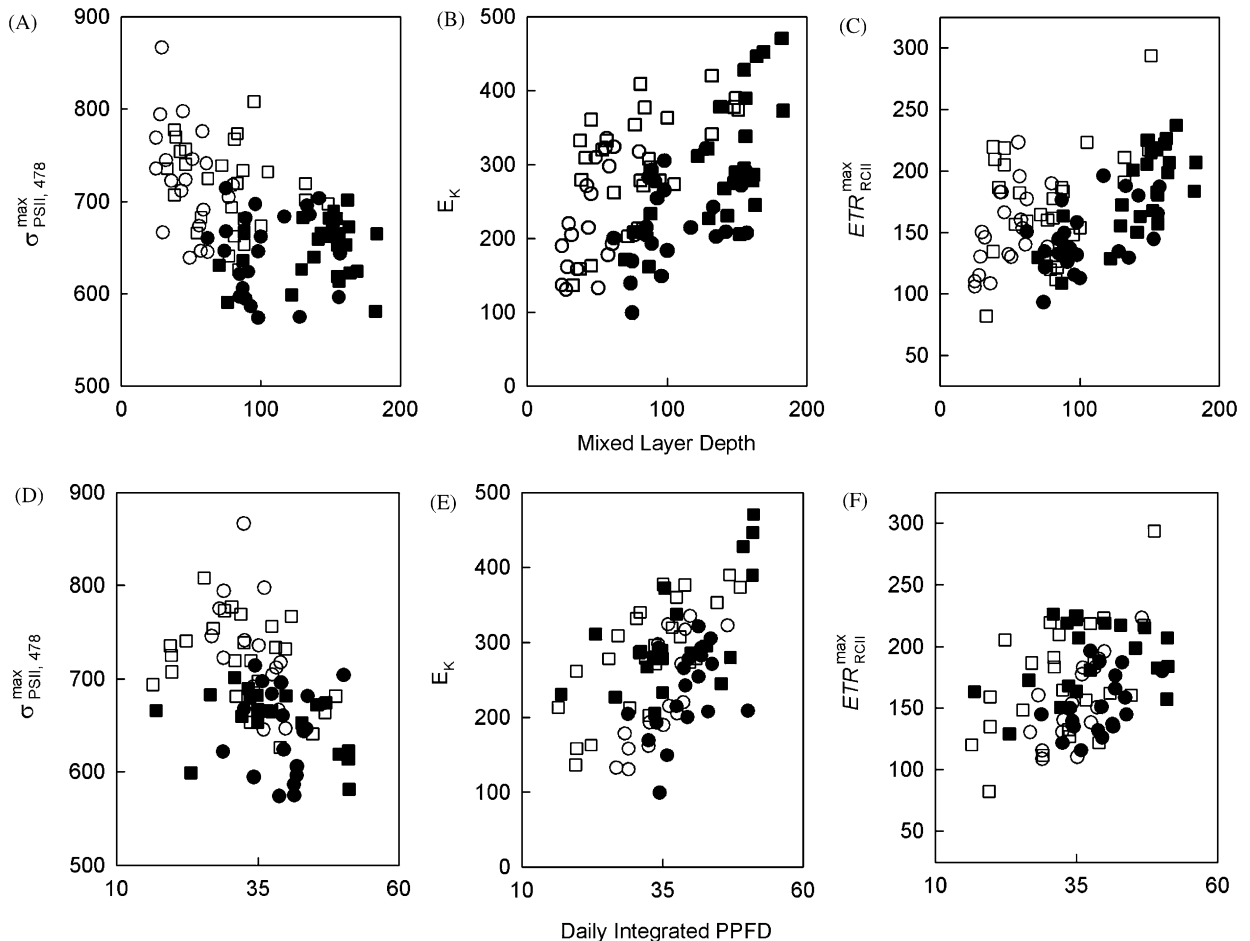 (A)
900
800
700
600
500
σ max PSII, 478
0 100 200
(B)
500
400
300
200
100
0
E K
0 100 200
Mixed Layer Depth
(C)
300
250
200
150
100
50
ETR max RCII
0 100 200
(D)
900
800
700
600
500
σ max PSII, 478
10 35 60
(E)
500
400
300
200
100
0
E K
10 35 60
Daily Integrated PPFD
(F)
300
250
200
150
100
50
ETR max RCII
10 35 60